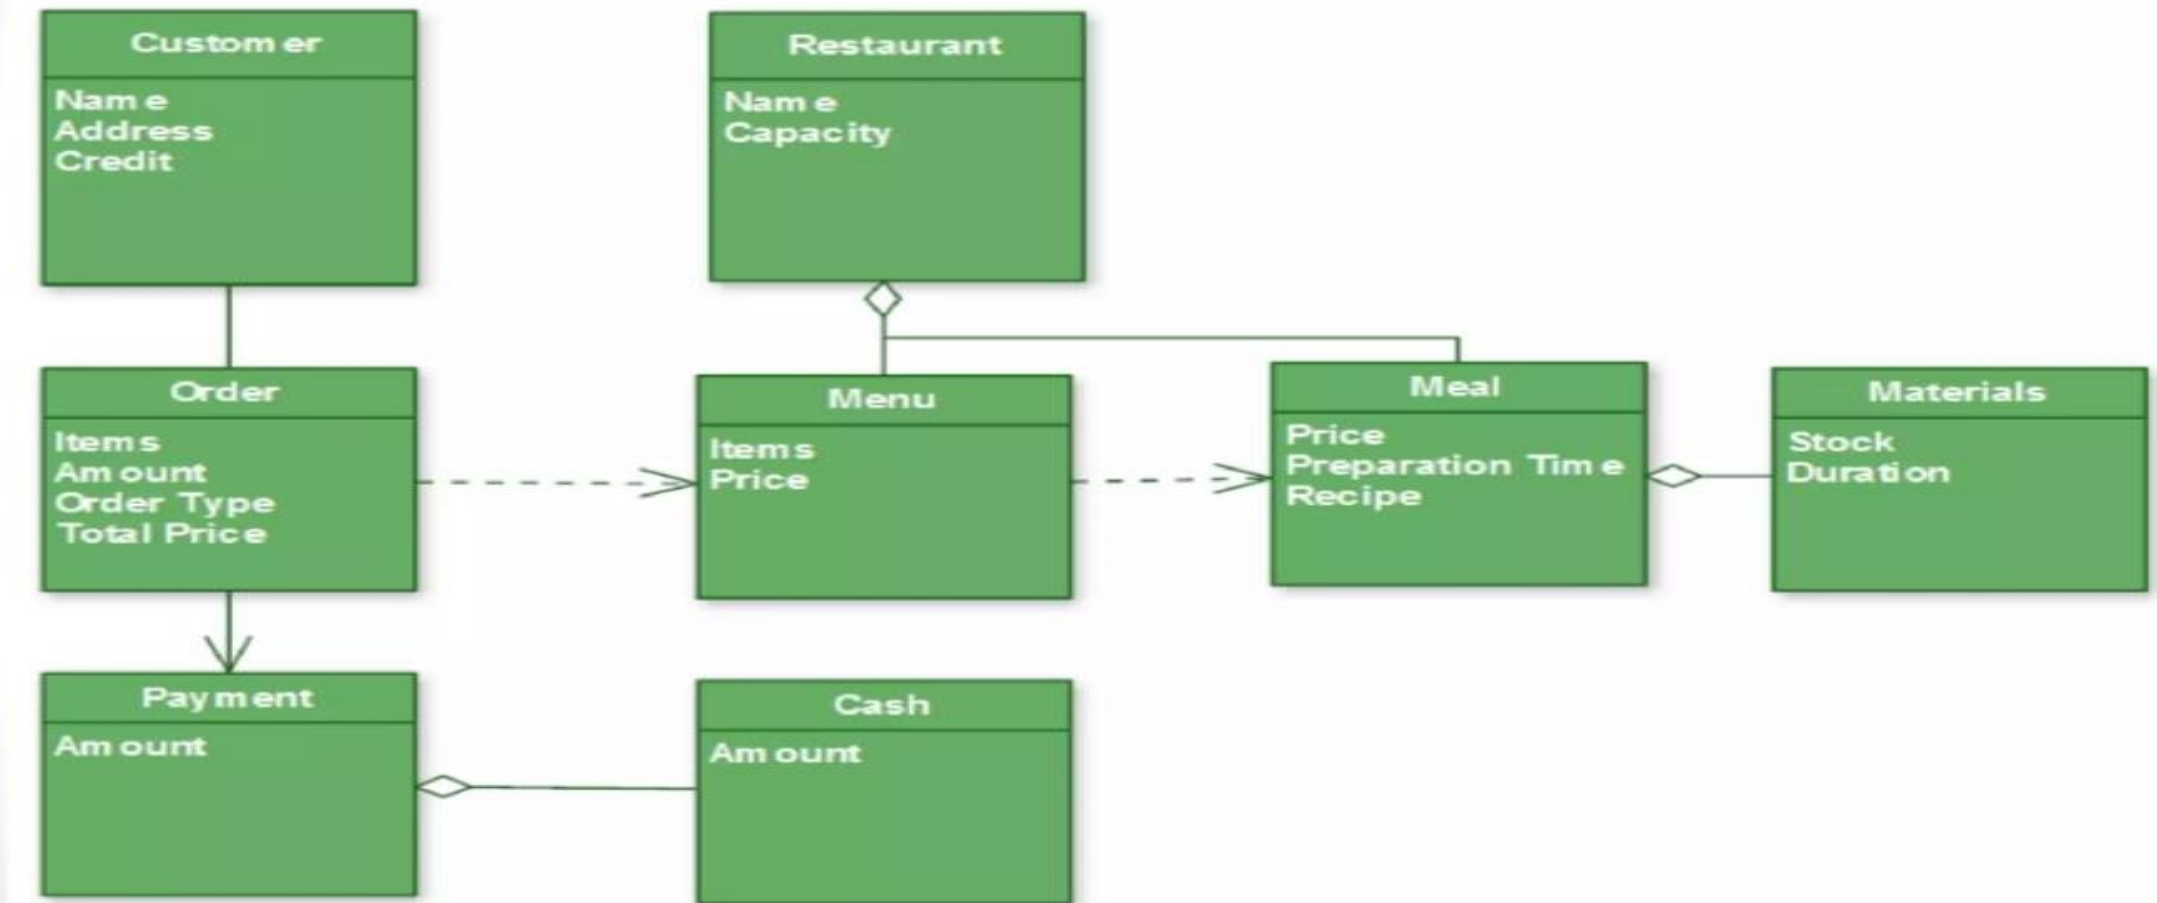 Customer
Name
Address
Credit
Restaurant
Name
Capacity
Order
Items
Amount
Order Type
Total Price
Menu
Items
Price
Meal
Price
Preparation Time
Recipe
Materials
Stock
Duration
Payment
Amount
Cash
Amount